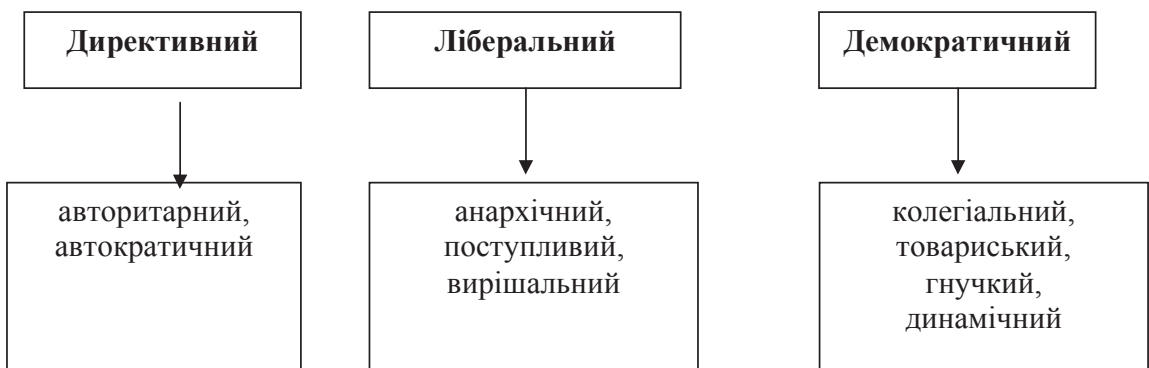 Директивний
Ліберальний
Демократичний
авторитарний,
автократичний
анархічний,
поступливий,
вирішальний
колегіальний,
товариський,
гнучкий,
динамічний